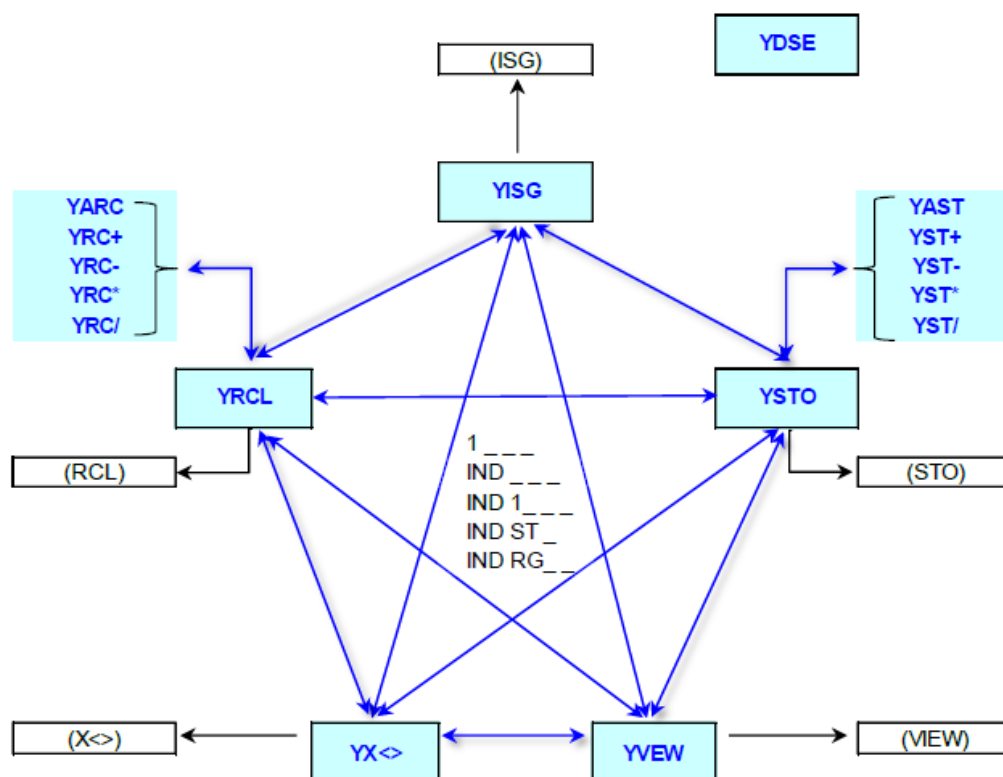 YDSE
(ISG)
YISG
YARC
YRC+
YRC-
YRC*
YRC/
YAST
YST+
YST-
YST*
YST/
YRCL
YSTO
1 _ _ _
IND _ _ _
IND 1_ _ _
IND ST _
IND RG_ _
(RCL)
(STO)
(X<>)
YX<>
YVEW
(VIEW)